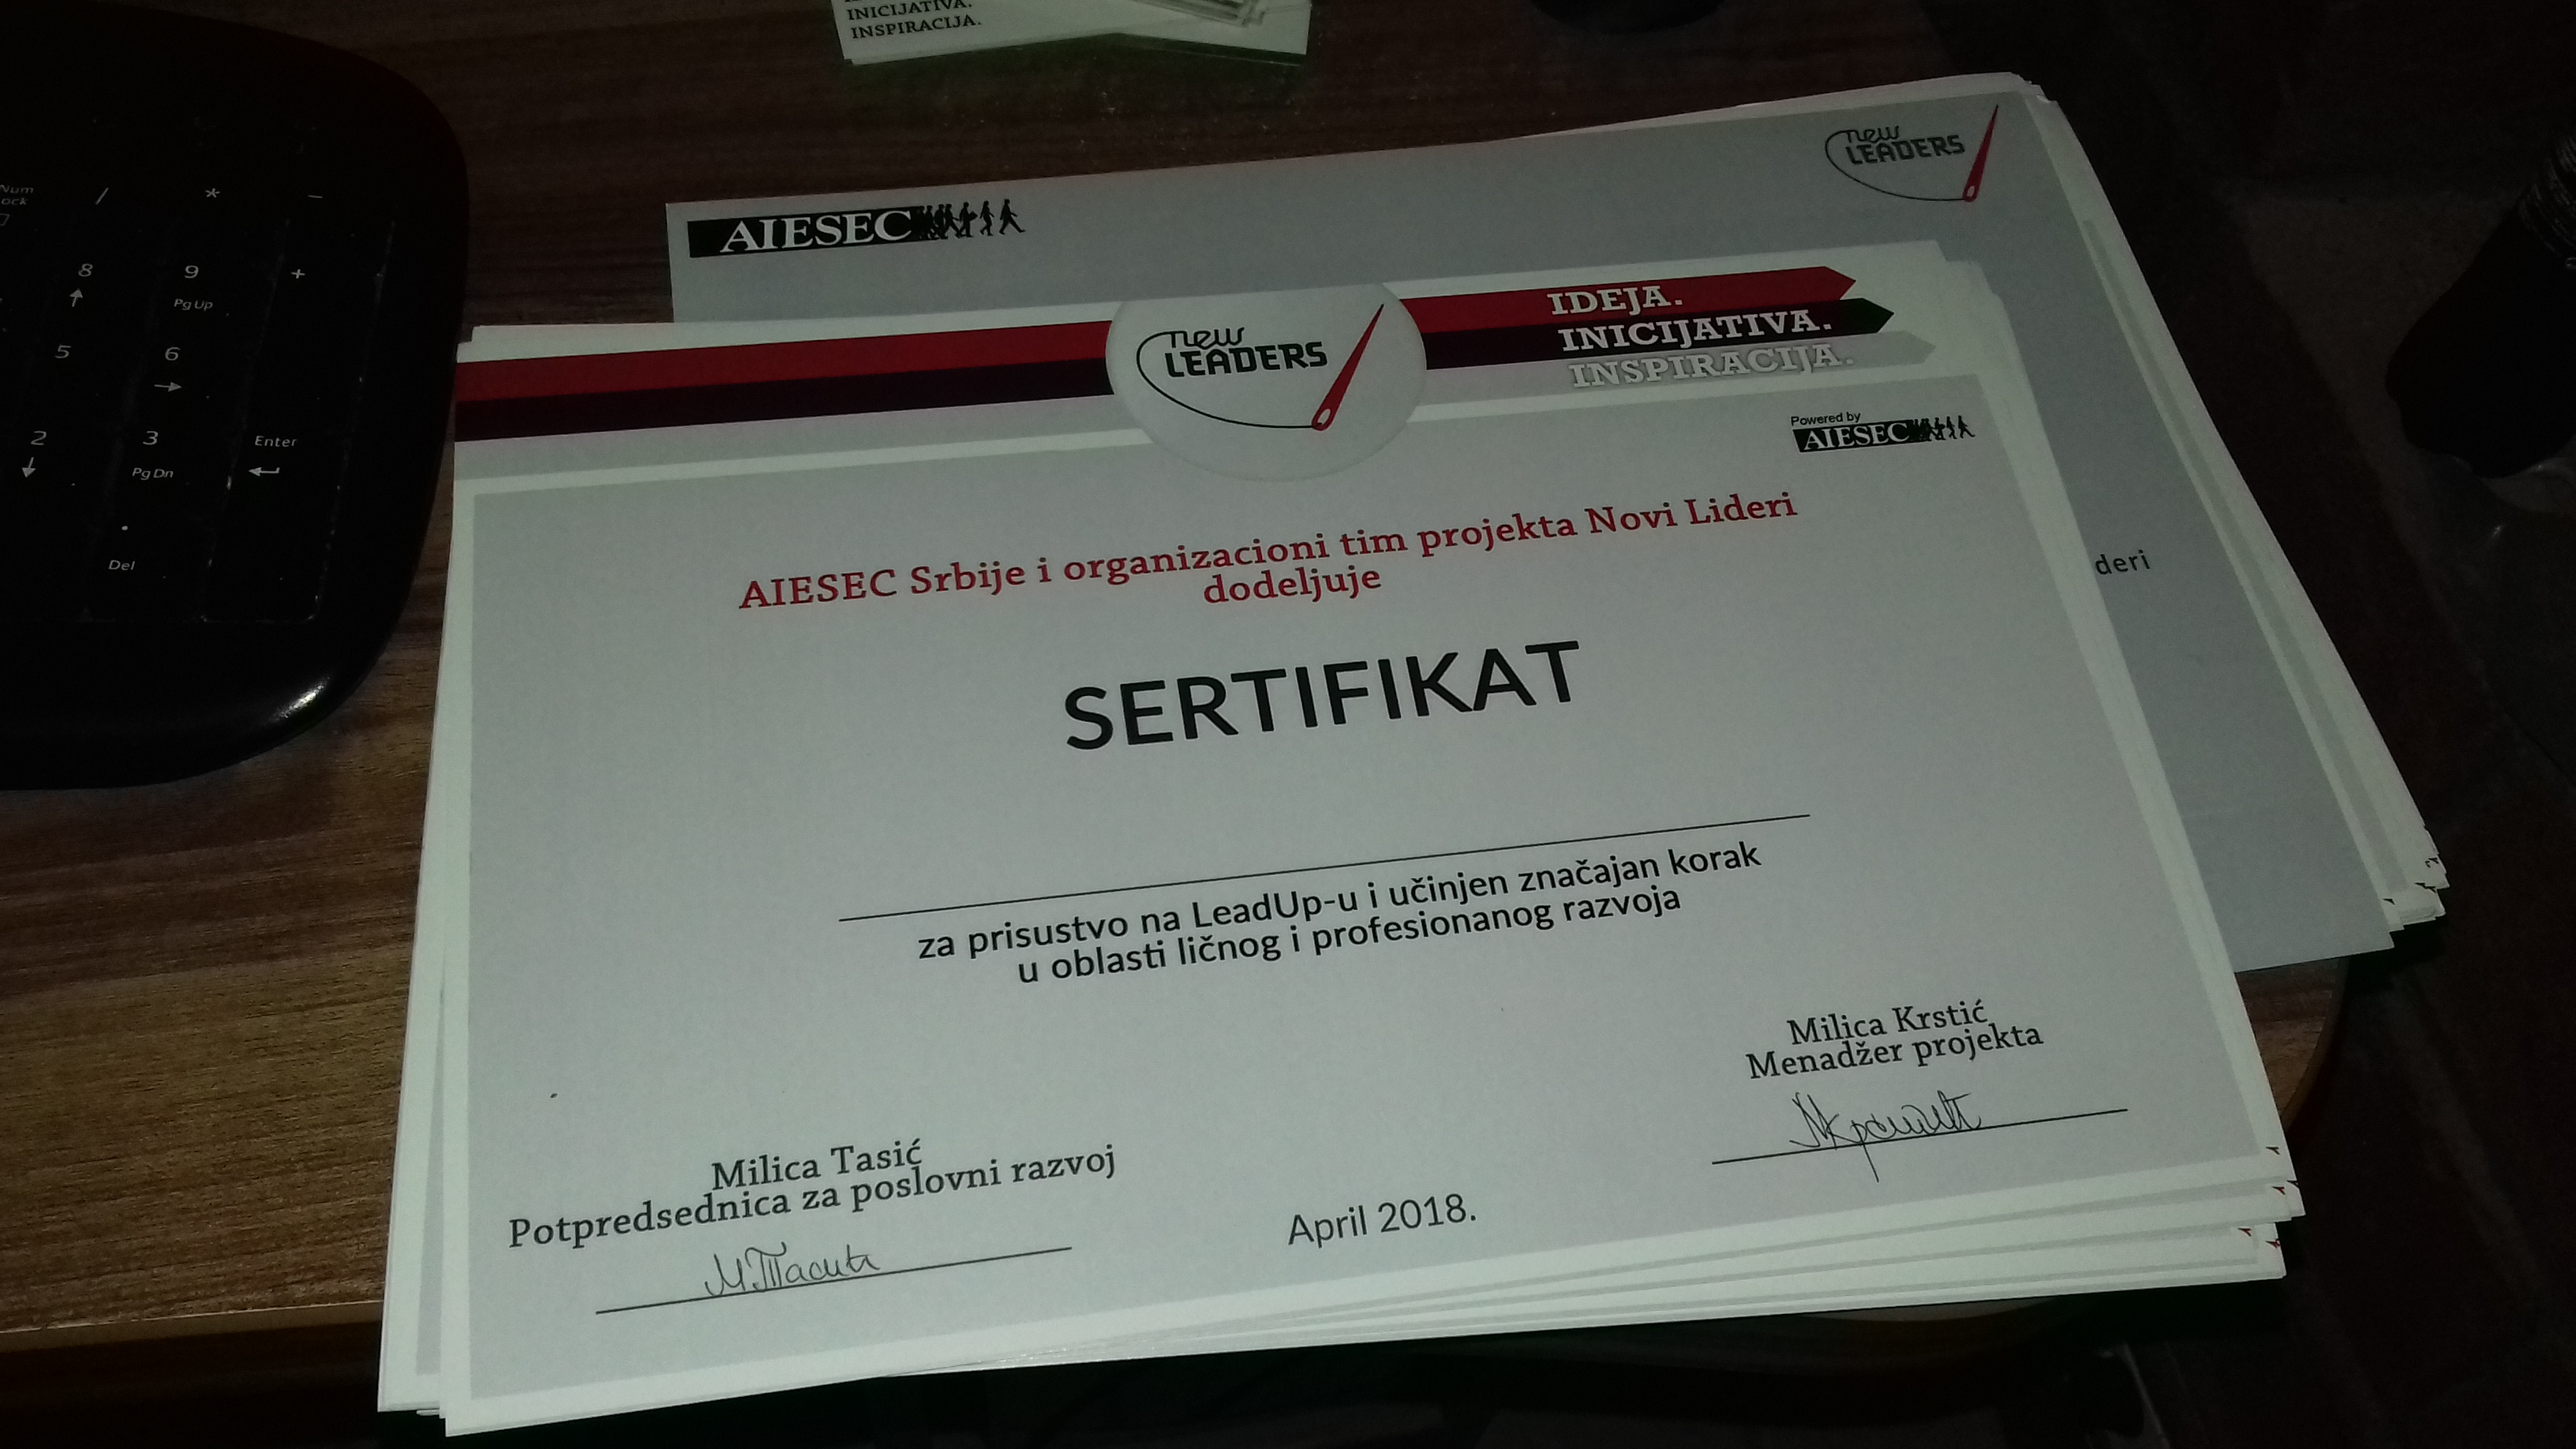 INICIJATIVA.
INSPIRACIJA.
new
LEADERS
AIESEC
new
LEADERS
IDEJA.
INICIJATIVA.
INSPIRACIJA.
Powered by
AIESEC
AIESEC Srbije i organizacioni tim projekta Novi Lideri
dodeljuje
SERTIFIKAT
za prisustvo na LeadUp-u i učinjen značajan korak
u oblasti ličnog i profesionanog razvoja
Milica Krstić
Menadžer projekta
Milica Tasić
Potpredsednica za poslovni razvoj
М.Тасић
April 2018.
deri
Num
/
*
-
8
9
+
Pg Up
5
6
2
3
Enter
Pg Dn
.
Del